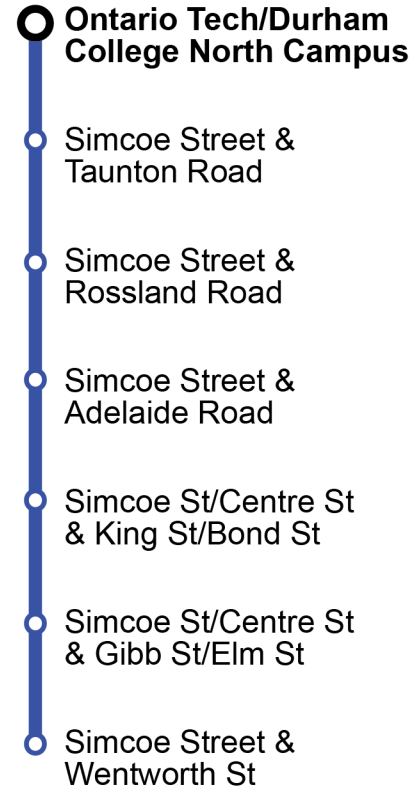 Ontario Tech/Durham
College North Campus
Simcoe Street &
Taunton Road
Simcoe Street &
Rossland Road
Simcoe Street &
Adelaide Road
Simcoe St/Centre St
& King St/Bond St
Simcoe St/Centre St
& Gibb St/Elm St
Simcoe Street &
Wentworth St